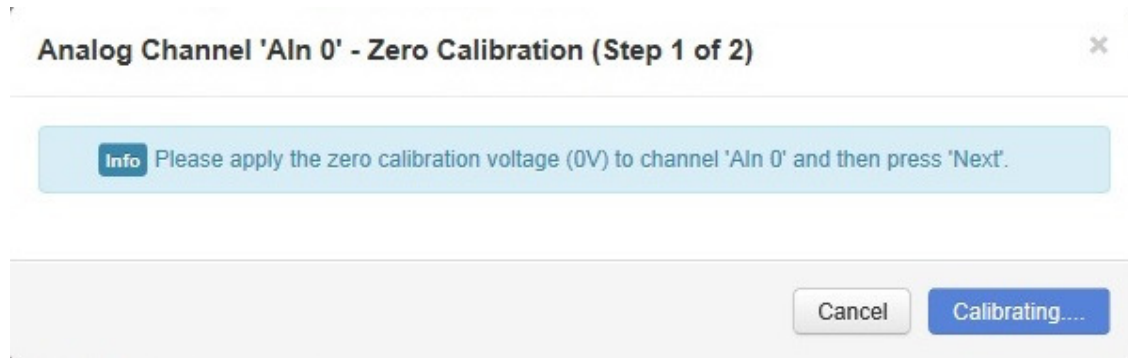 Analog Channel 'AIn 0' - Zero Calibration (Step 1 of 2)
×
Info Please apply the zero calibration voltage (0V) to channel 'AIn 0' and then press 'Next'.
Cancel Calibrating....